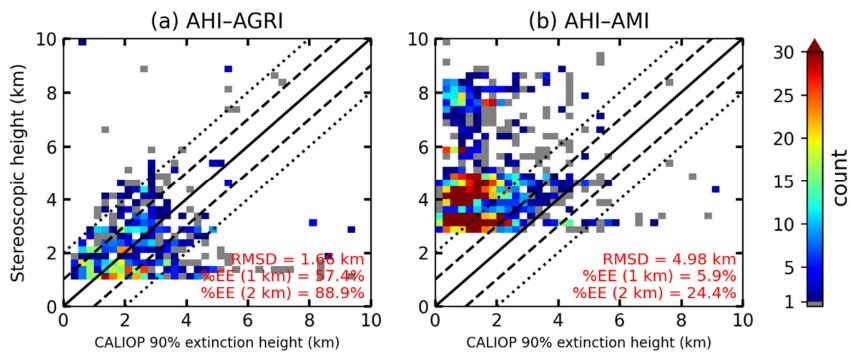 (a) AHI–AGRI
(b) AHI–AMI
Stereoscopic height (km)
10
8
6
4
2
0
RMSD = 1.66 km
%EE (1 km) = 57.4%
%EE (2 km) = 88.9%
0 2 4 6 8 10
CALIOP 90% extinction height (km)
10
8
6
4
2
0
RMSD = 4.98 km
%EE (1 km) = 5.9%
%EE (2 km) = 24.4%
0 2 4 6 8 10
CALIOP 90% extinction height (km)
30
25
20
15
10
5
1
count